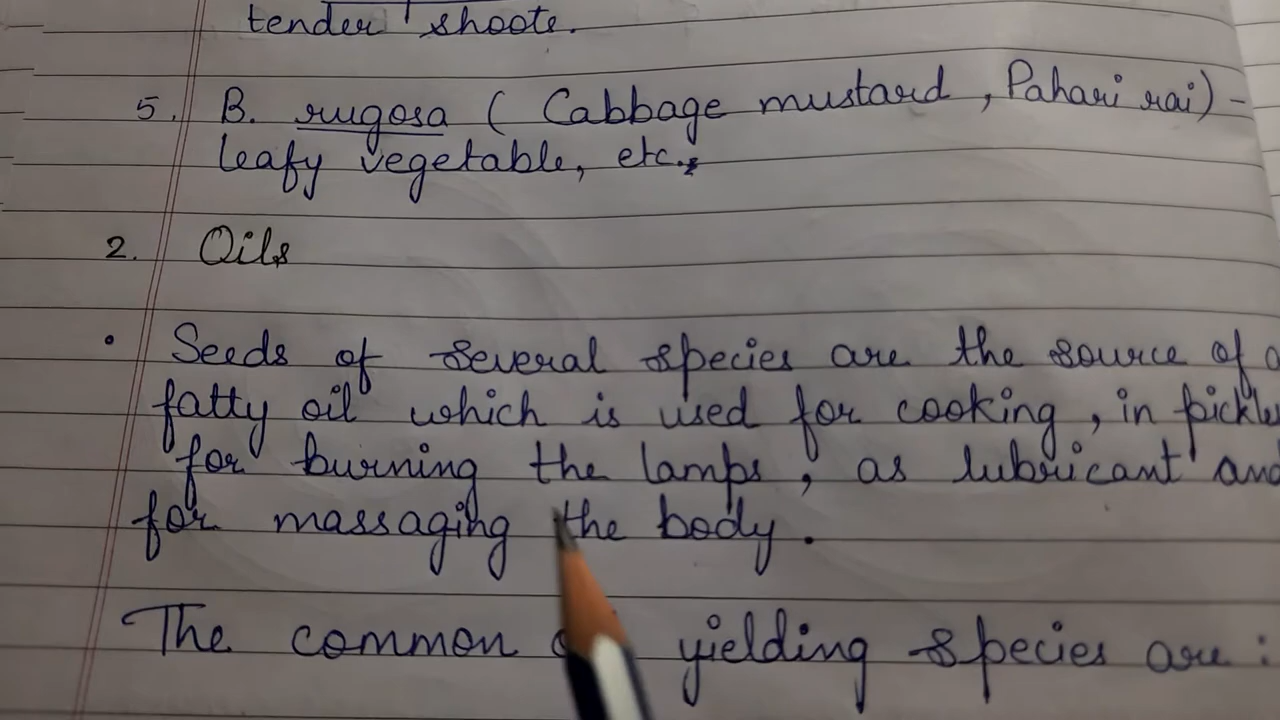 tender shoots.
5. B. rugosa ( Cabbage mustard , Pahari rai) -
leafy vegetable, etc.
2. Oils
• Seeds of several species are the source of a
fatty oil which is used for cooking , in
for burning the lamps , as lubricant and
for massaging the body .
The common yielding species are :